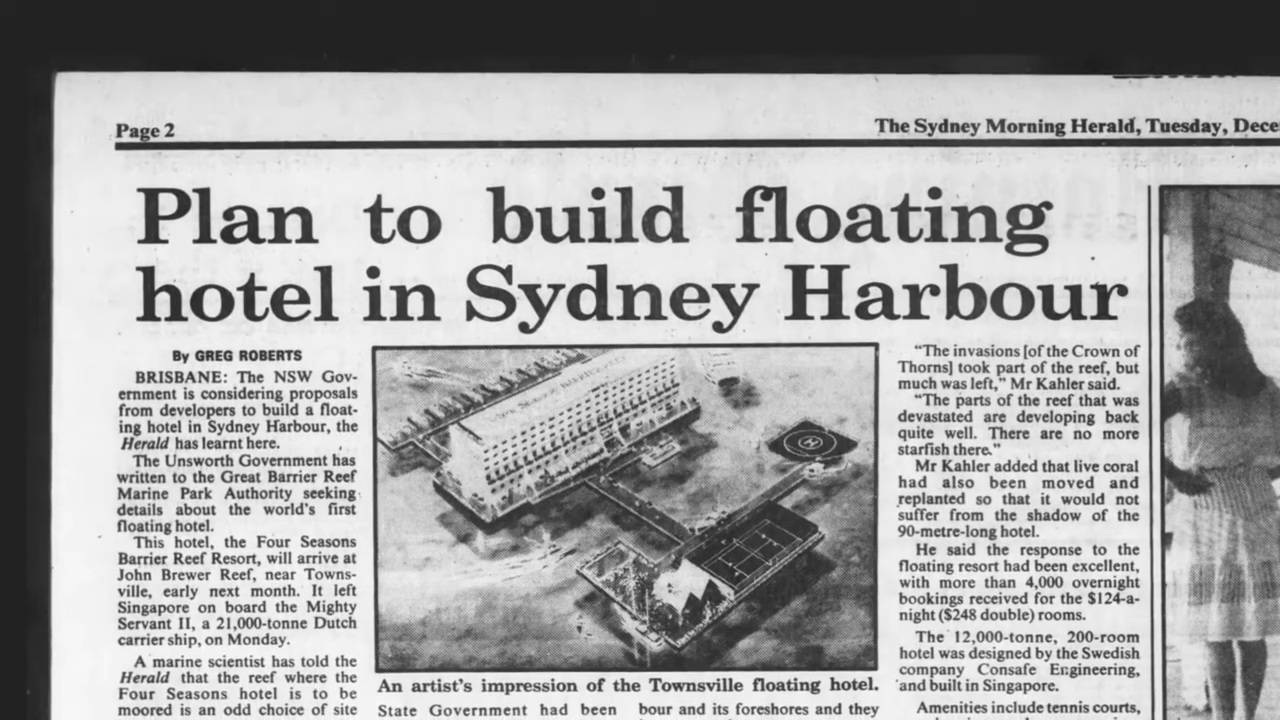 Page 2
The Sydney Morning Herald, Tuesday, Dece
Plan to build floating
hotel in Sydney Harbour
By GREG ROBERTS
BRISBANE: The NSW Gov-
ernment is considering proposals
from developers to build a float-
ing hotel in Sydney Harbour, the
Herald has learnt here.
The Unsworth Government has
written to the Great Barrier Reef
Marine Park Authority seeking
details about the world's first
floating hotel.
This hotel, the Four Seasons
Barrier Reef Resort, will arrive at
John Brewer Reef, near Towns-
ville, early next month. It left
Singapore on board the Mighty
Servant II, a 21,000-tonne Dutch
carrier ship, on Monday.
A marine scientist has told the
Herald that the reef where the
Four Seasons hotel is to be
moored is an odd choice of site
H
An artist's impression of the Townsville floating hotel.
State Government had been
bour and its foreshores and they
"The invasions [of the Crown of
Thorns] took part of the reef, but
much was left," Mr Kahler said.
"The parts of the reef that was
devastated are developing back
quite well. There are no more
starfish there."
Mr Kahler added that live coral
had also been moved and
replanted so that it would not
suffer from the shadow of the
90-metre-long hotel.
He said the response to the
floating resort had been excellent,
with more than 4,000 overnight
bookings received for the $124-a-
night ($248 double) rooms.
The 12,000-tonne, 200-room
hotel was designed by the Swedish
company Consafe Engineering,
and built in Singapore.
Amenities include tennis courts,